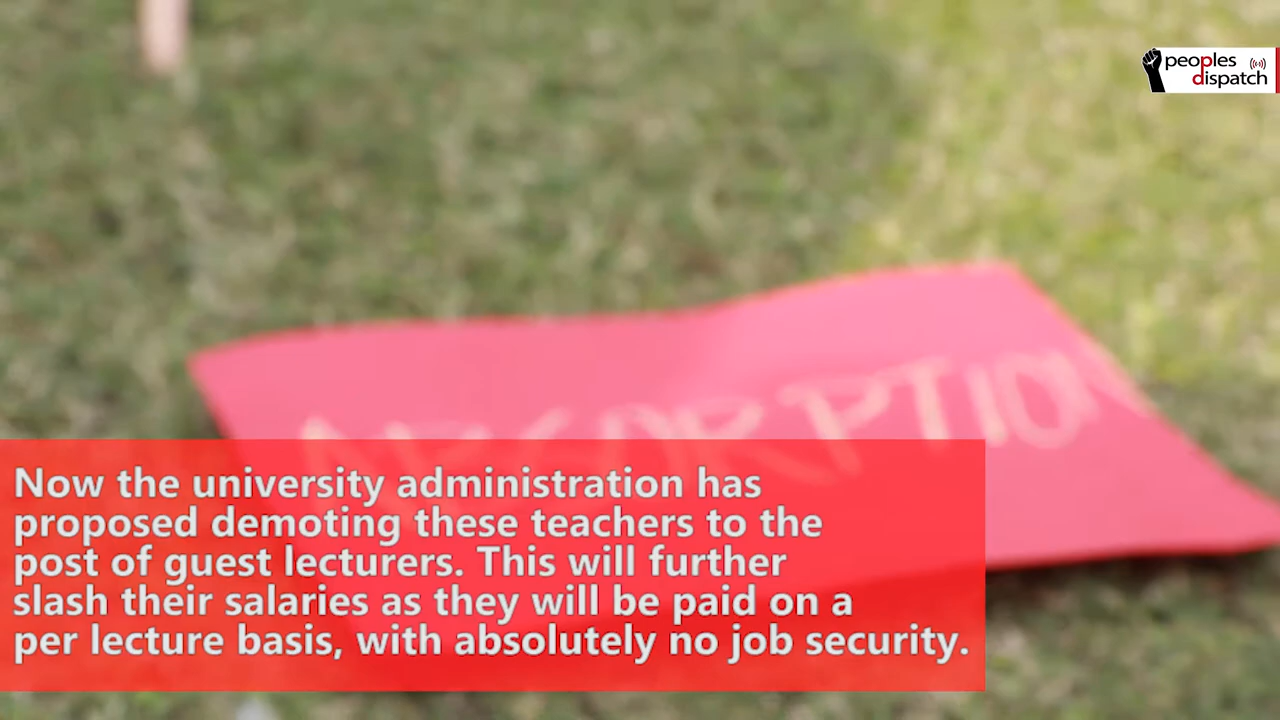 peoples
dispatch
ABSORPTION
Now the university administration has
proposed demoting these teachers to the
post of guest lecturers. This will further
slash their salaries as they will be paid on a
per lecture basis, with absolutely no job security.